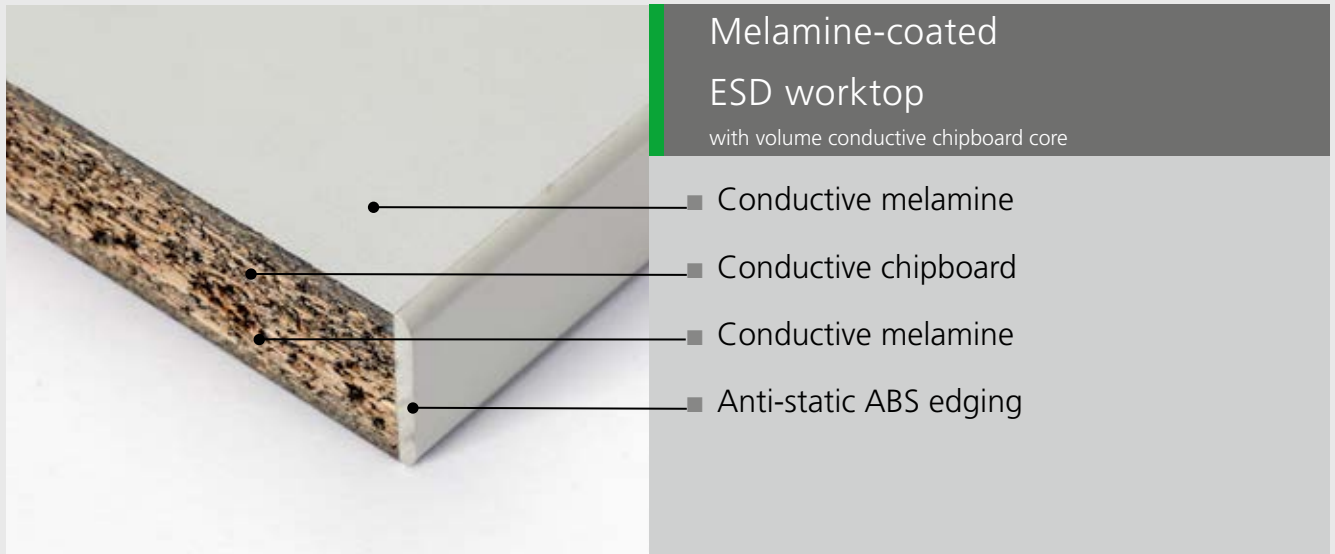 Melamine-coated
ESD worktop
with volume conductive chipboard core
Conductive melamine
Conductive chipboard
Conductive melamine
Anti-static ABS edging